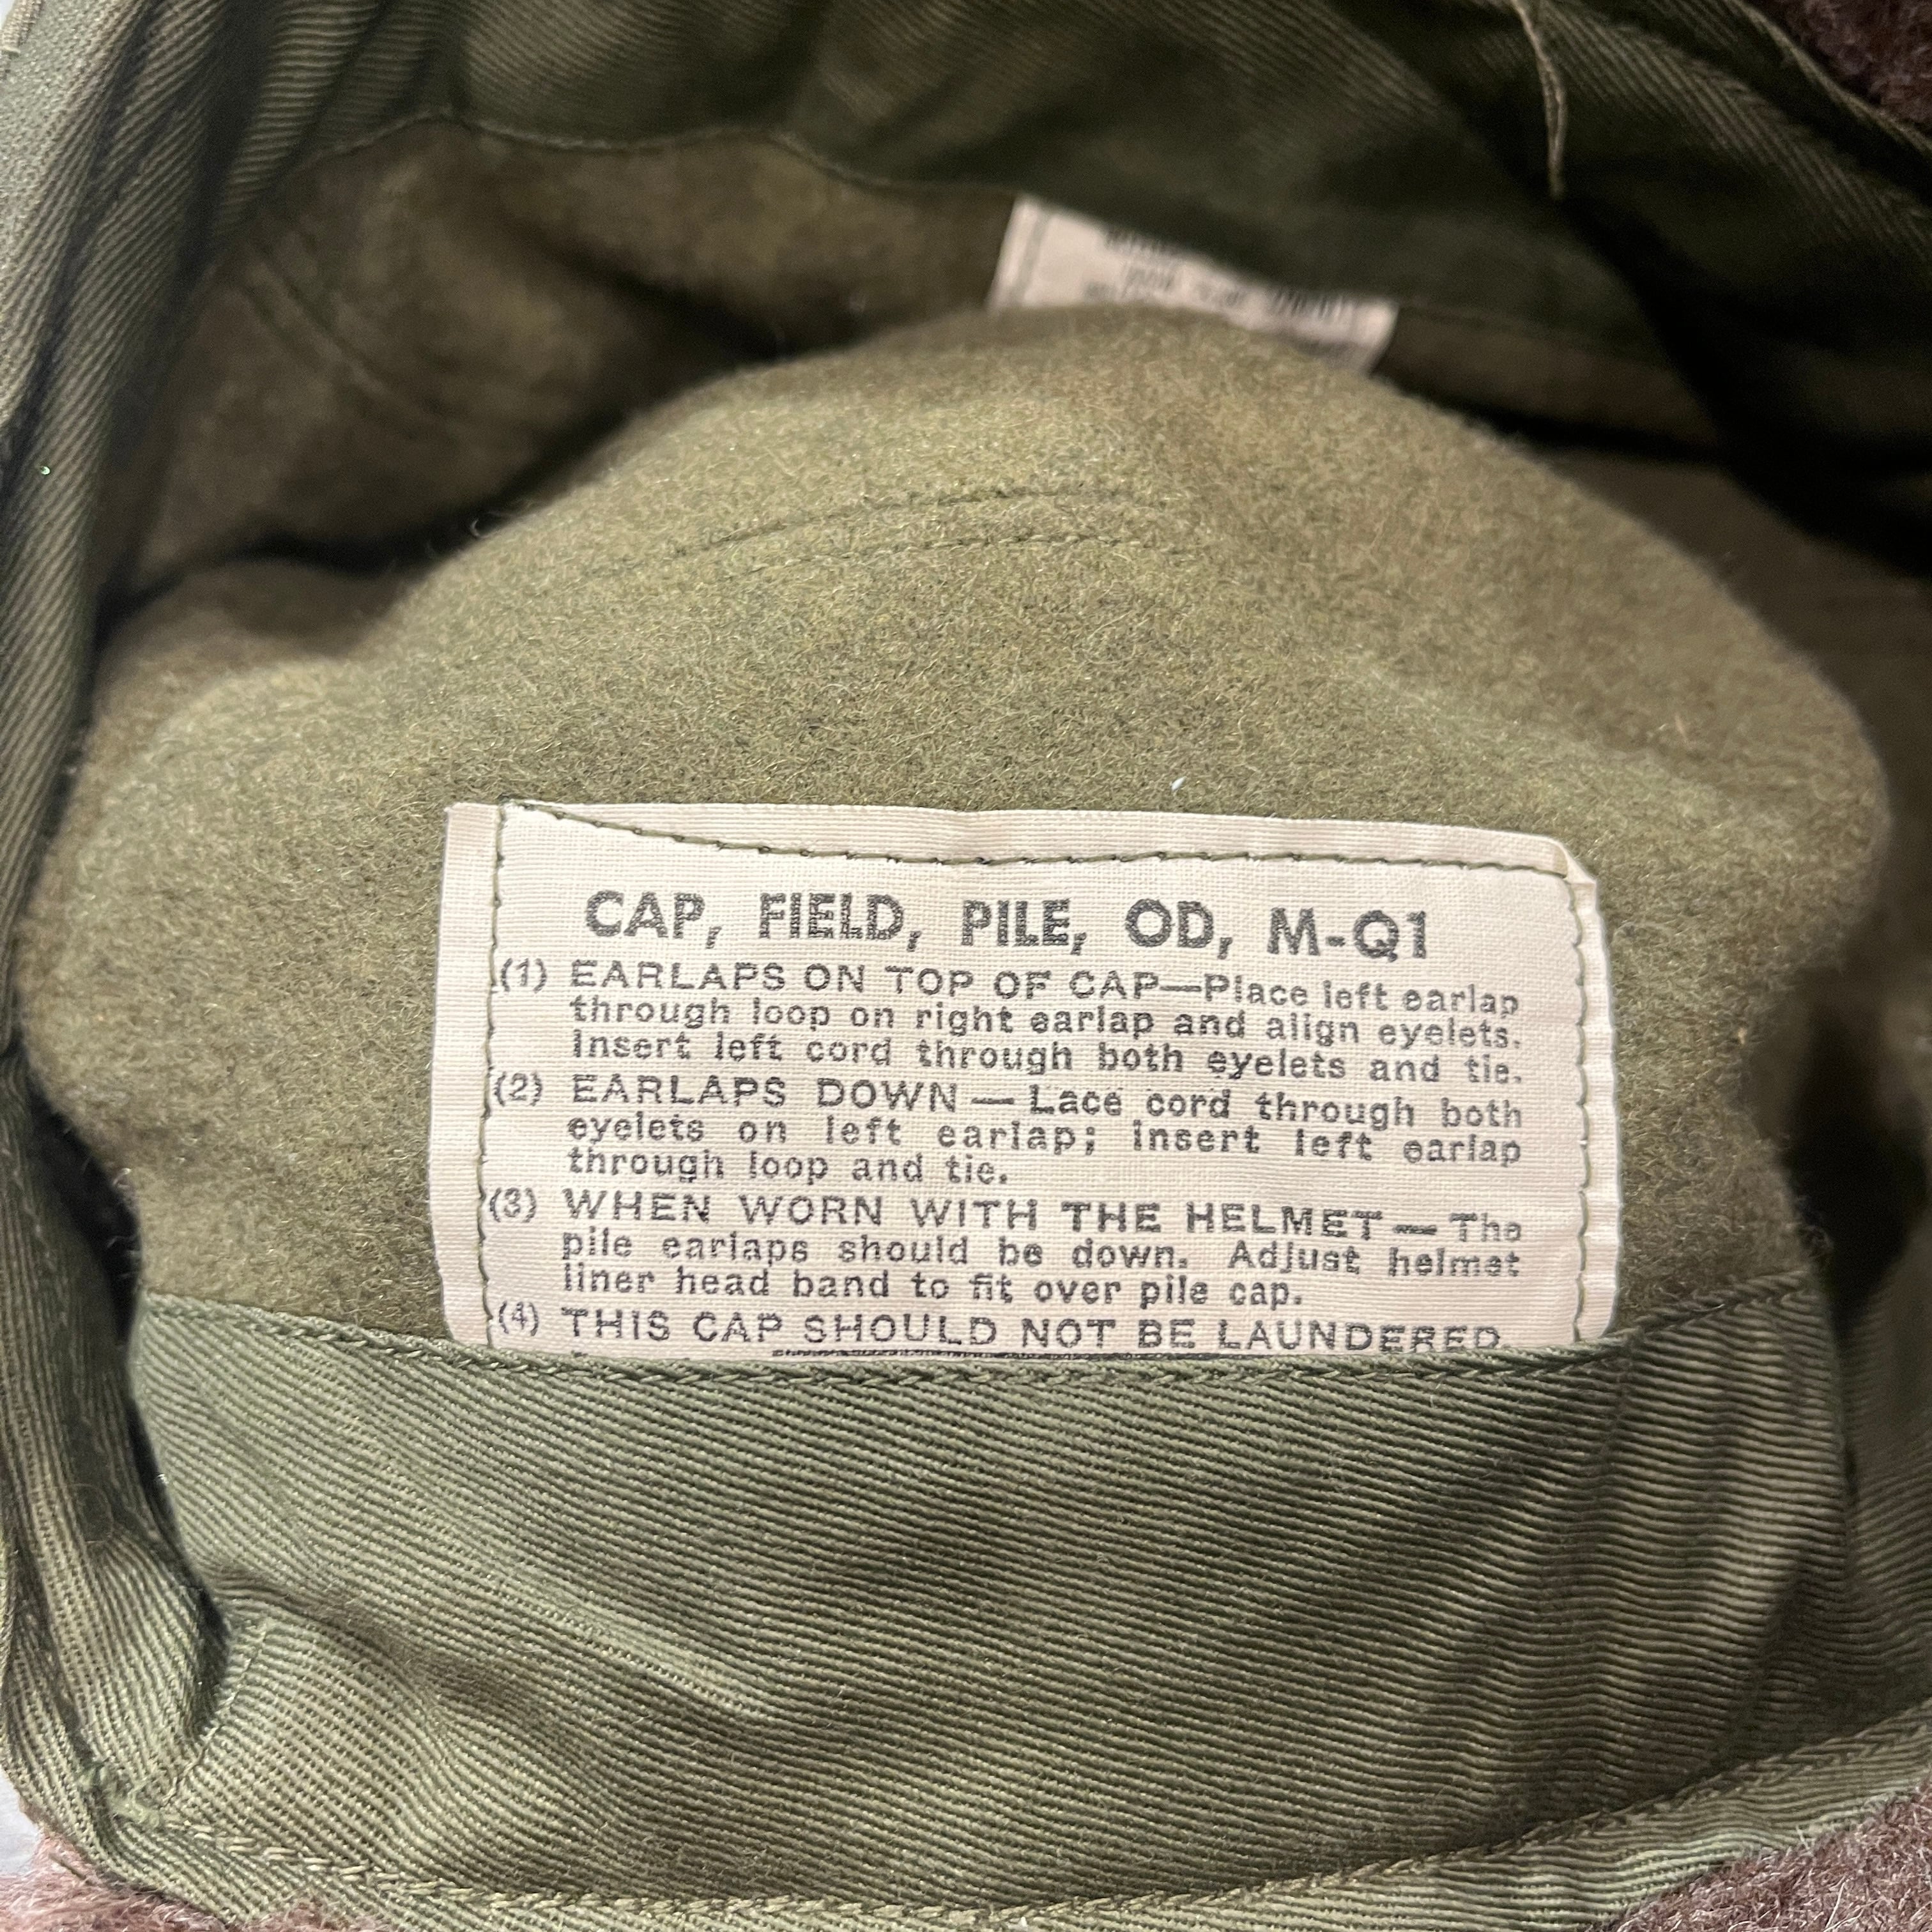 CAP, FIELD, PILE, OD, M-Q1
(1) EARLAPS ON TOP OF CAP—Place left earlap
through loop on right earlap and align eyelets.
Insert left cord through both eyelets and tie.
(2) EARLAPS DOWN — Lace cord through both
eyelets on left earlap; insert left earlap
through loop and tie.
(3) WHEN WORN WITH THE HELMET — The
pile earlaps should be down. Adjust helmet
liner head band to fit over pile cap.
(4) THIS CAP SHOULD NOT BE LAUNDERED.